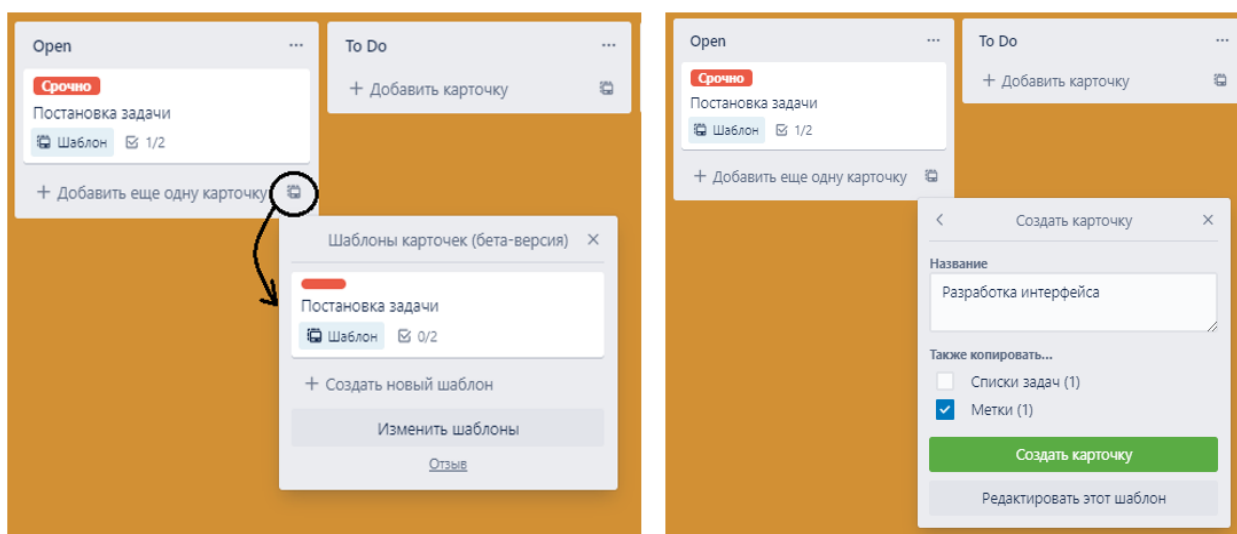 Open
To Do
Срочно
Постановка задачи
Шаблон 1/2
+ Добавить карточку
+ Добавить еще одну карточку
Шаблоны карточек (бета-версия)
Постановка задачи
Шаблон 0/2
+ Создать новый шаблон
Изменить шаблоны
Отзыв
Open
To Do
Срочно
Постановка задачи
Шаблон 1/2
+ Добавить карточку
+ Добавить еще одну карточку
Создать карточку
Название
Разработка интерфейса
Также копировать...
Списки задач (1)
Метки (1)
Создать карточку
Редактировать этот шаблон